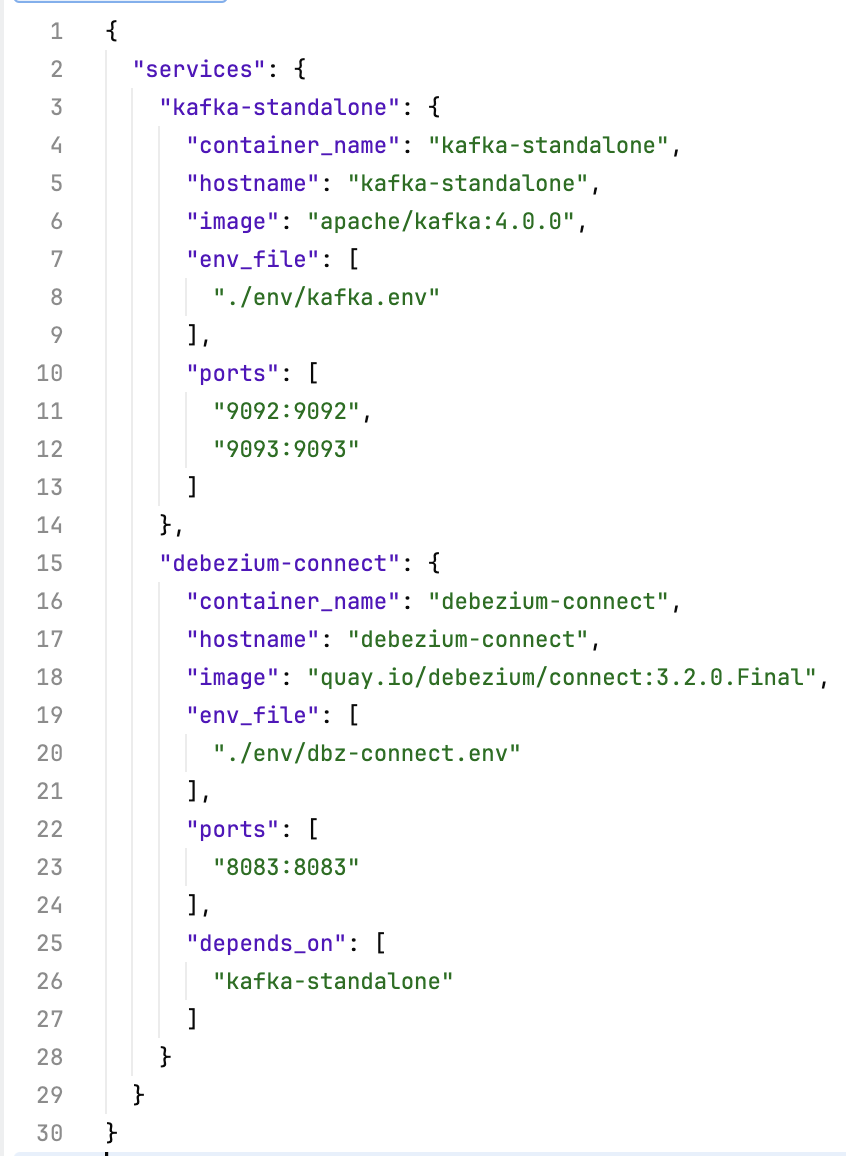 1 {
2   "services": {
3     "kafka-standalone": {
4       "container_name": "kafka-standalone",
5       "hostname": "kafka-standalone",
6       "image": "apache/kafka:4.0.0",
7       "env_file": [
8         "./env/kafka.env"
9       ],
10       "ports": [
11         "9092:9092",
12         "9093:9093"
13       ]
14     },
15     "debezium-connect": {
16       "container_name": "debezium-connect",
17       "hostname": "debezium-connect",
18       "image": "quay.io/debezium/connect:3.2.0.Final",
19       "env_file": [
20         "./env/dbz-connect.env"
21       ],
22       "ports": [
23         "8083:8083"
24       ],
25       "depends_on": [
26         "kafka-standalone"
27       ]
28     }
29   }
30 }